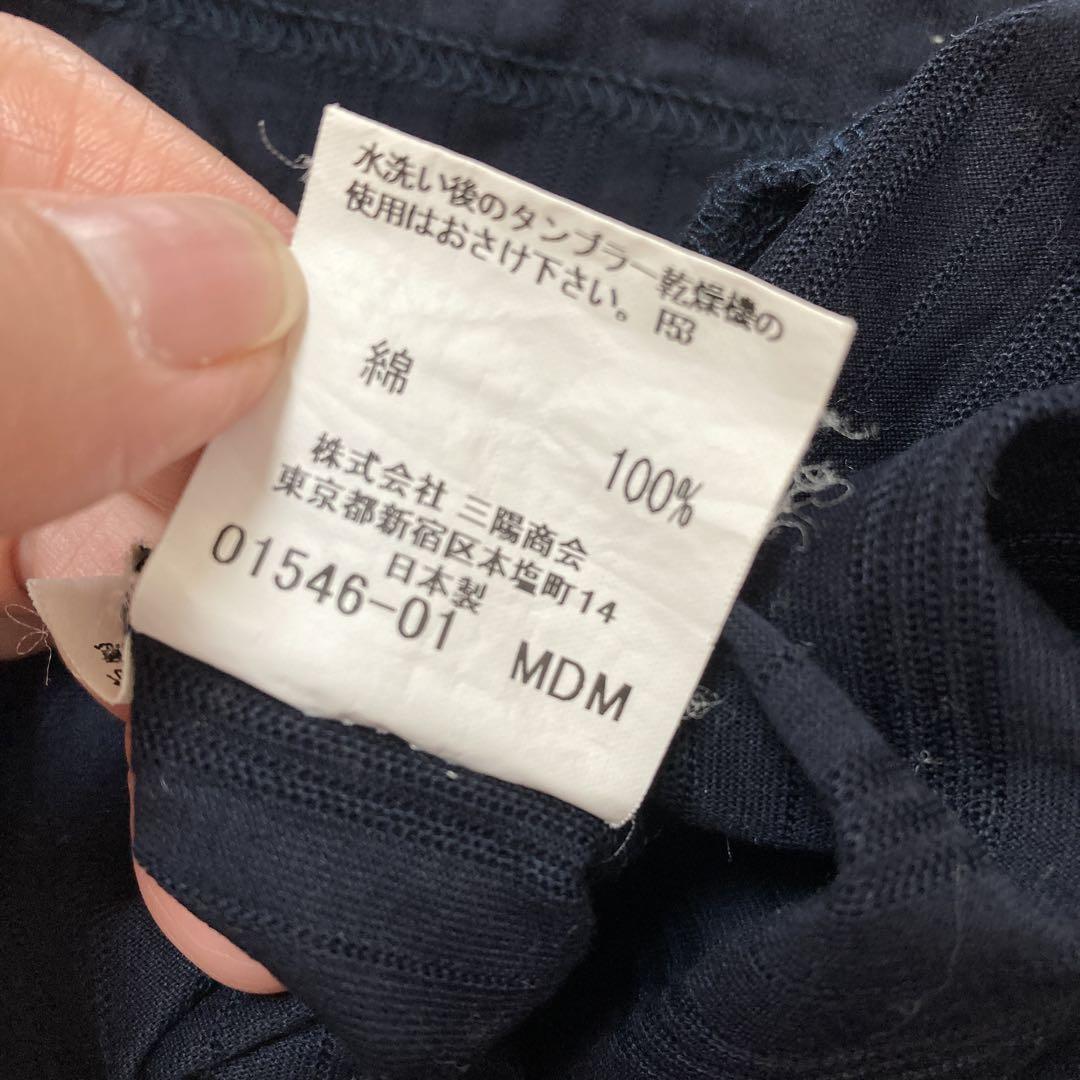 水洗い後のタンブラー乾燥機の
使用はおさけ下さい。 F53
綿 100%
株式会社 三陽商会
東京都新宿区本塩町14
日本製
01546-01 MDM